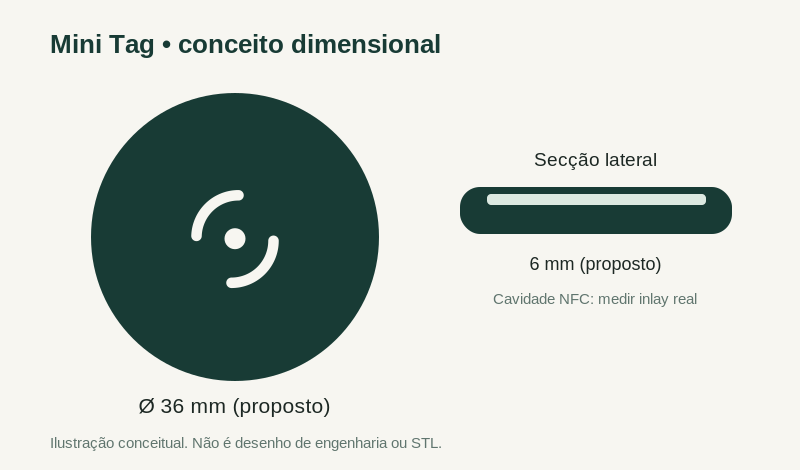 Mini Tag • conceito dimensional
Secção lateral
6 mm (proposto)
Cavidade NFC: medir inlay real
Ø 36 mm (proposto)
Ilustração conceitual. Não é desenho de engenharia ou STL.